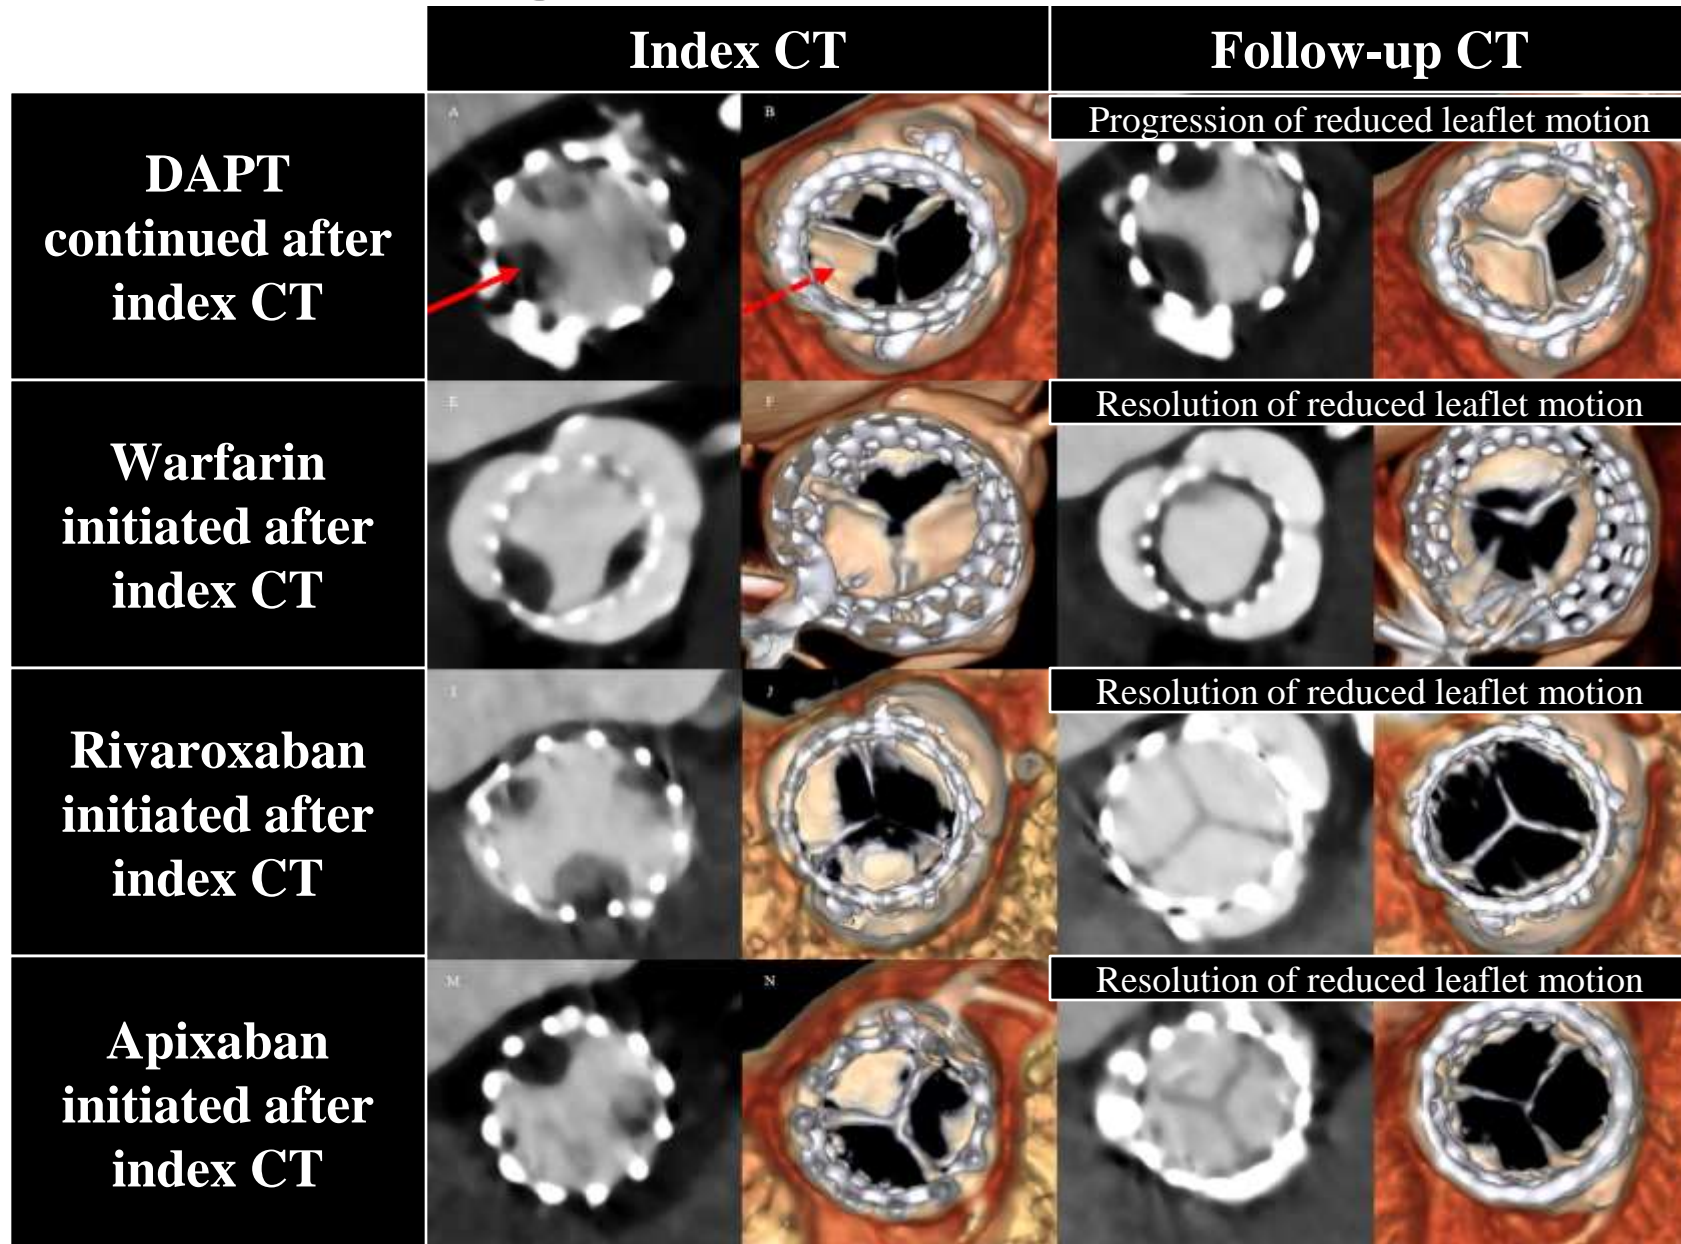 Index CT
Follow-up CT
DAPT
continued after
index CT
A
B
Progression of reduced leaflet motion
Warfarin
initiated after
index CT
E
F
Resolution of reduced leaflet motion
Rivaroxaban
initiated after
index CT
I
J
Resolution of reduced leaflet motion
Apixaban
initiated after
index CT
M
N
Resolution of reduced leaflet motion